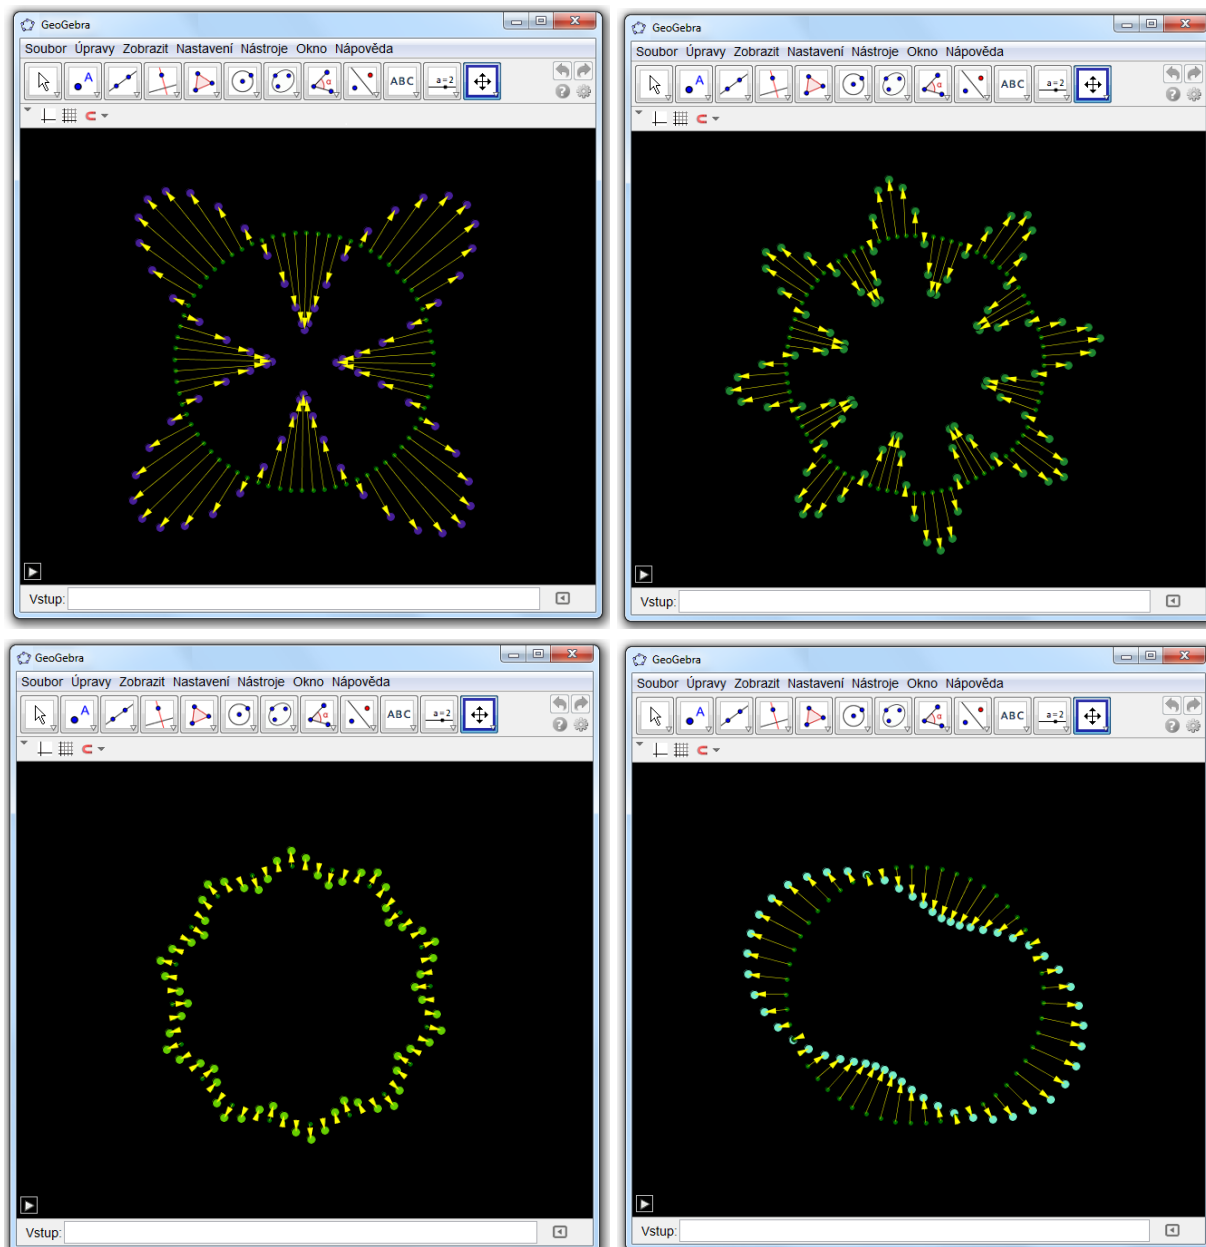 GeoGebra
Soubor Úpravy Zobrazit Nastavení Nástroje Okno Nápověda
A
α
ABC
a=2
Vstup:
GeoGebra
Soubor Úpravy Zobrazit Nastavení Nástroje Okno Nápověda
A
α
ABC
a=2
Vstup:
GeoGebra
Soubor Úpravy Zobrazit Nastavení Nástroje Okno Nápověda
A
α
ABC
a=2
Vstup:
GeoGebra
Soubor Úpravy Zobrazit Nastavení Nástroje Okno Nápověda
A
α
ABC
a=2
Vstup: